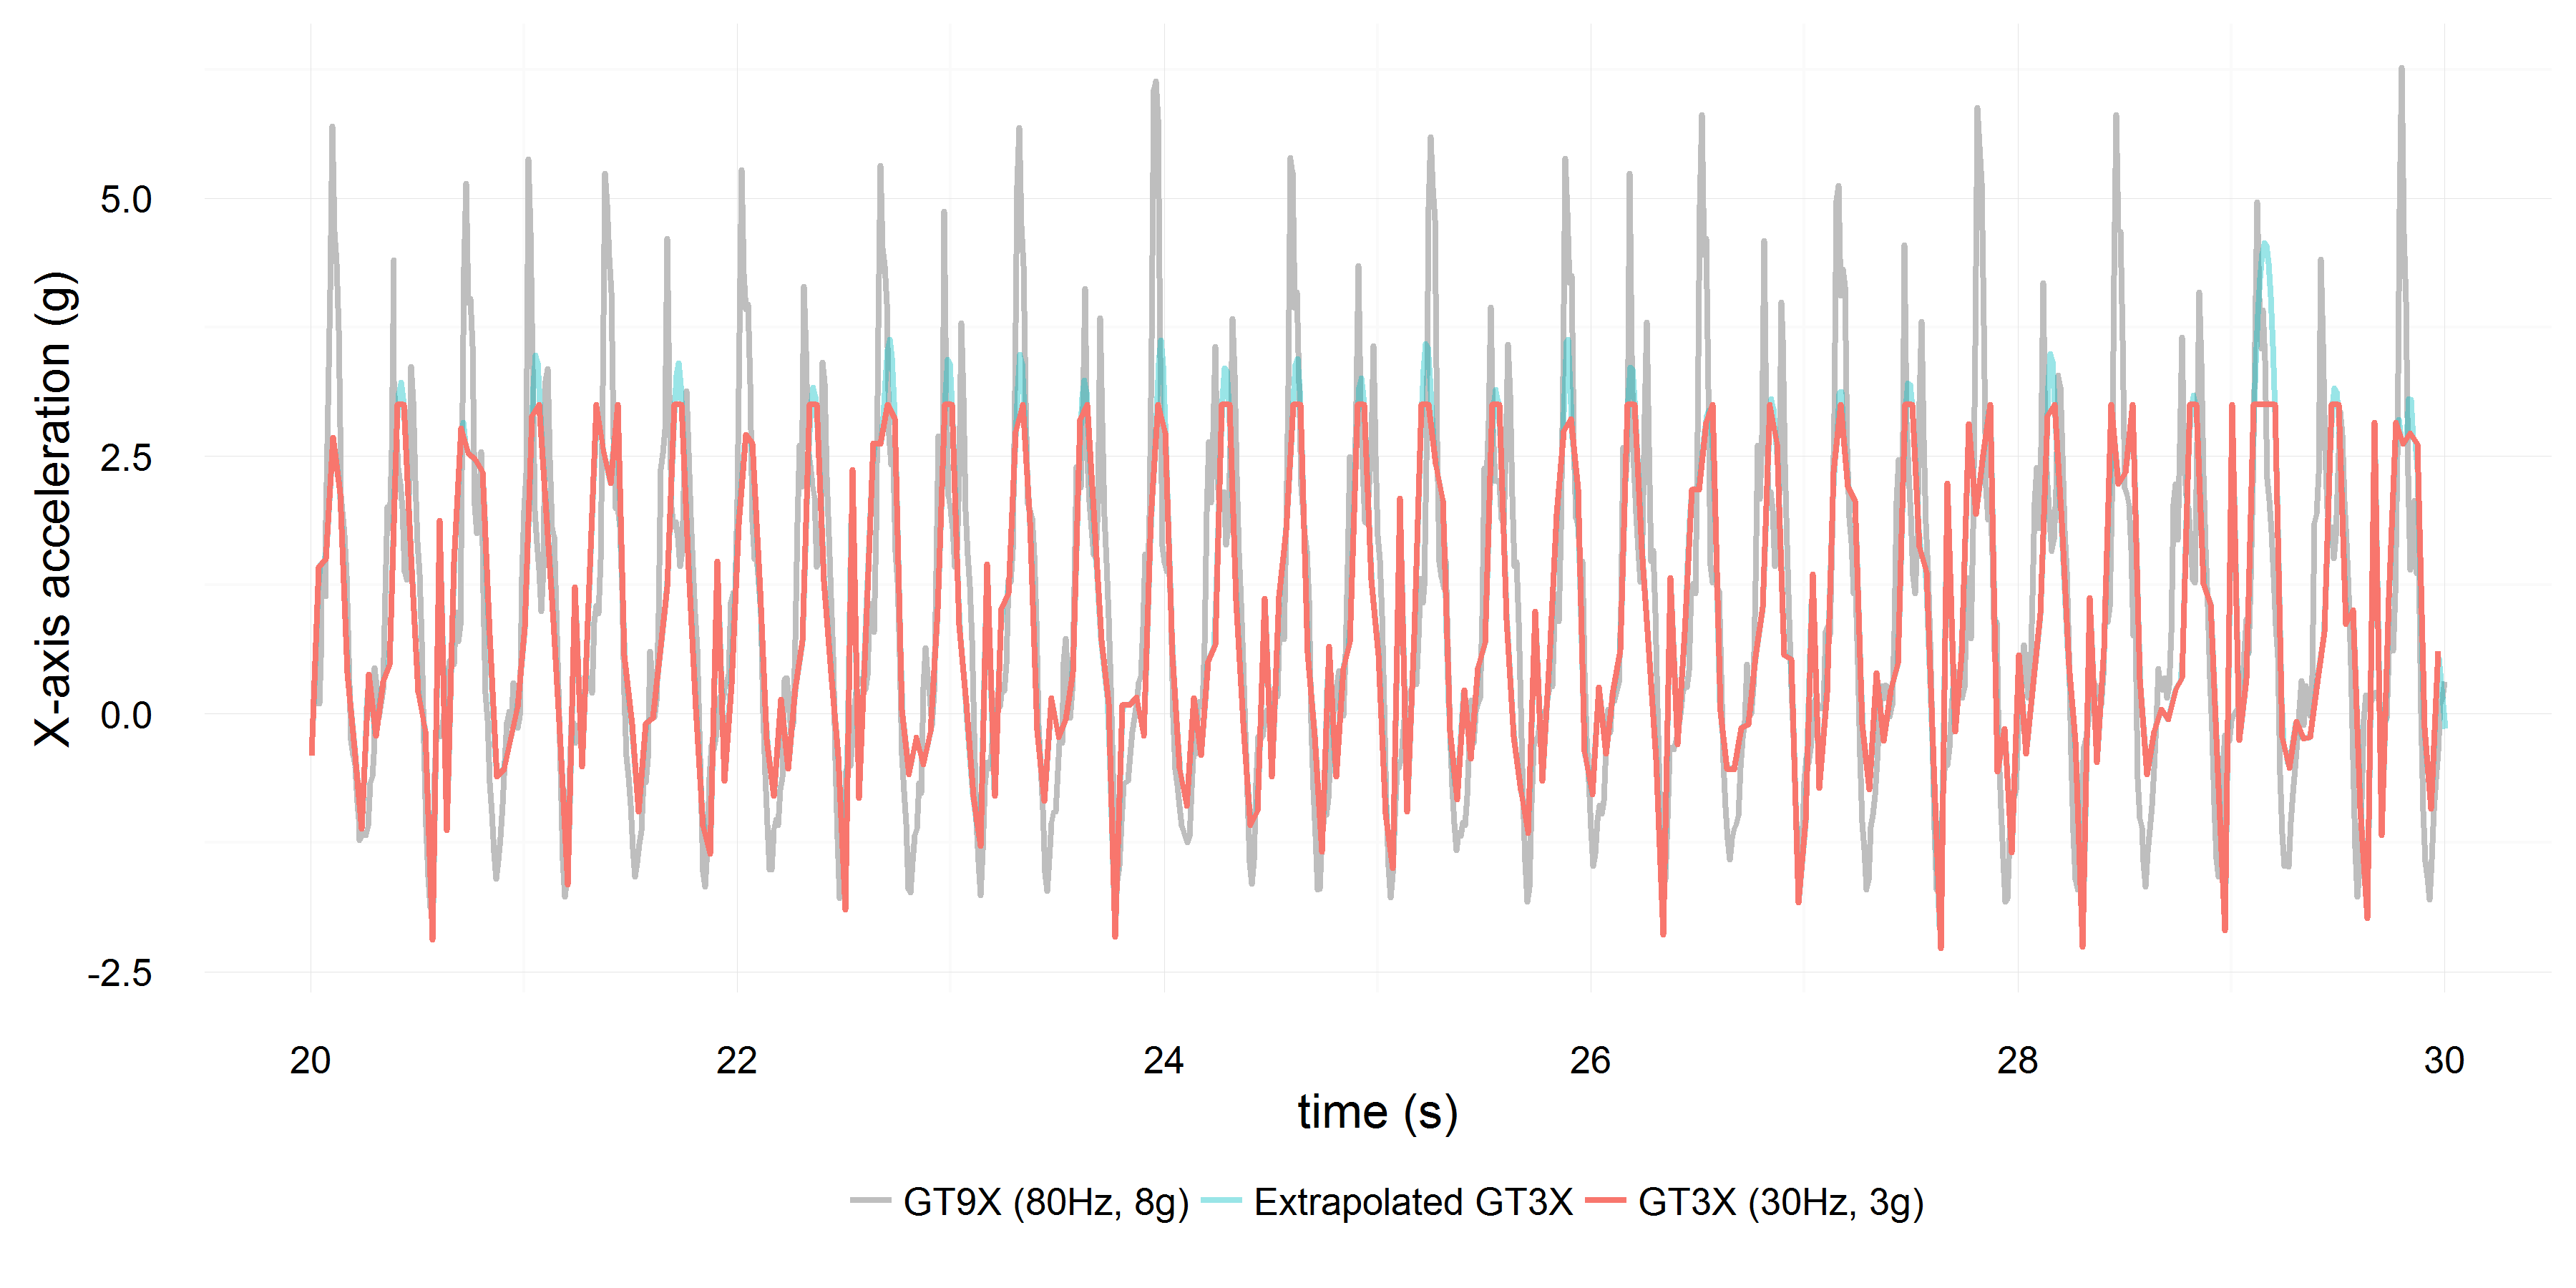 X-axis acceleration (g)
5.0
2.5
0.0
-2.5
20 22 24 26 28 30
time (s)
GT9X (80Hz, 8g) Extrapolated GT3X GT3X (30Hz, 3g)